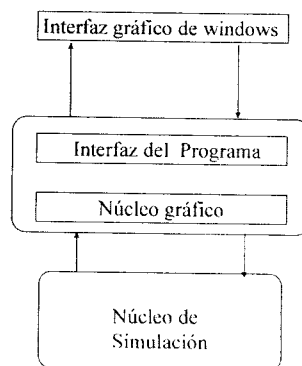 Interfaz gráfico de windows
Interfaz del Programa
Núcleo gráfico
Núcleo de
Simulación